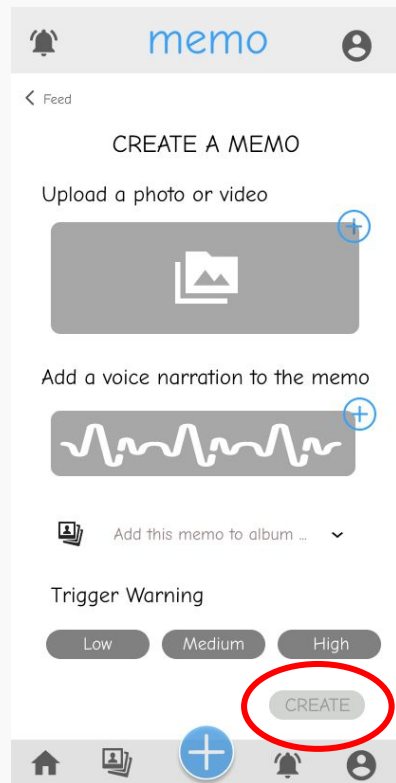 memo
Feed
CREATE A MEMO
Upload a photo or video
Add a voice narration to the memo
Add this memo to album ...
Trigger Warning
Low Medium High
CREATE